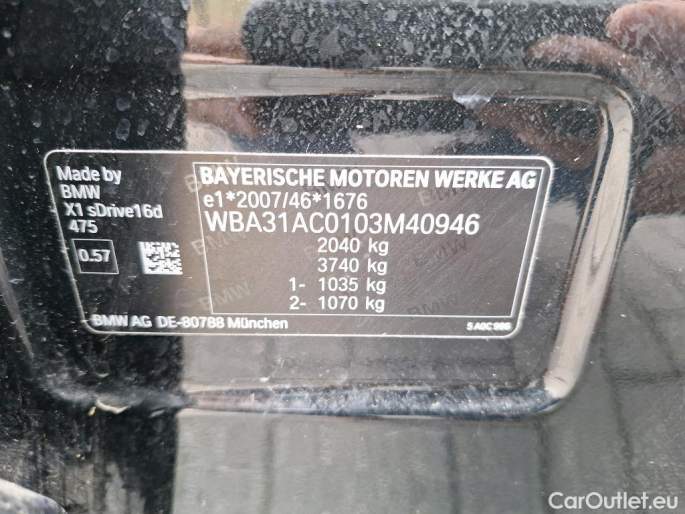 Made by
BMW
X1 sDrive16d
475
0.57
BAYERISCHE MOTOREN WERKE AG
e1*2007/46*1676
WBA31AC0103M40946
2040 kg
3740 kg
1- 1035 kg
2- 1070 kg
BMW AG DE-80788 München
CarOutlet.eu